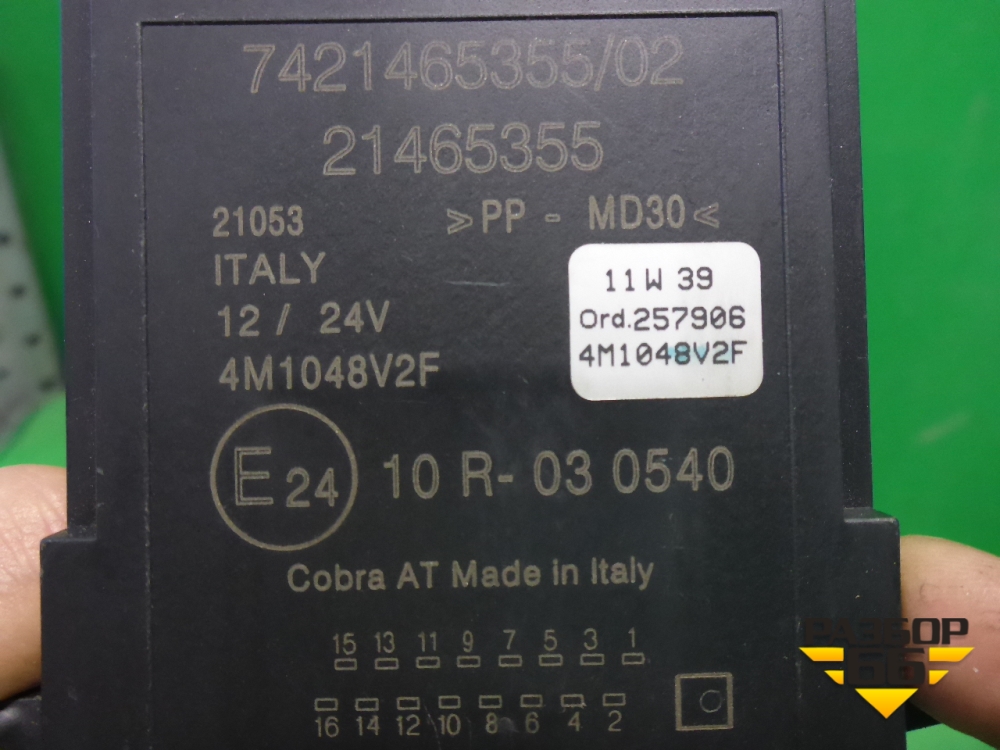 7421465355/02
21465355
21053
>PP - MD30<
ITALY
12 / 24V
4M1048V2F
11W 39
Ord.257906
4M1048V2F
E24 10 R- 03 0540
Cobra AT Made in Italy
15 13 11 9 7 5 3 1
16 14 12 10 8 6 4 2
РАЗБОР
66